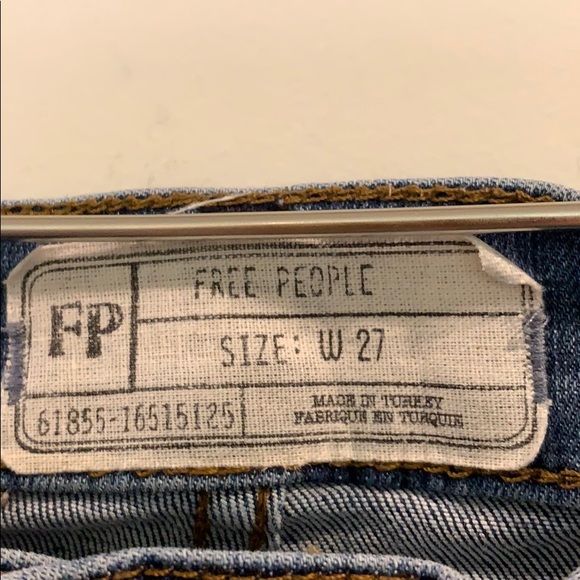 FP
FREE PEOPLE
SIZE: W 27
61855-16515125
MADE IN TURKEY
FABRIQUE EN TURQUIE